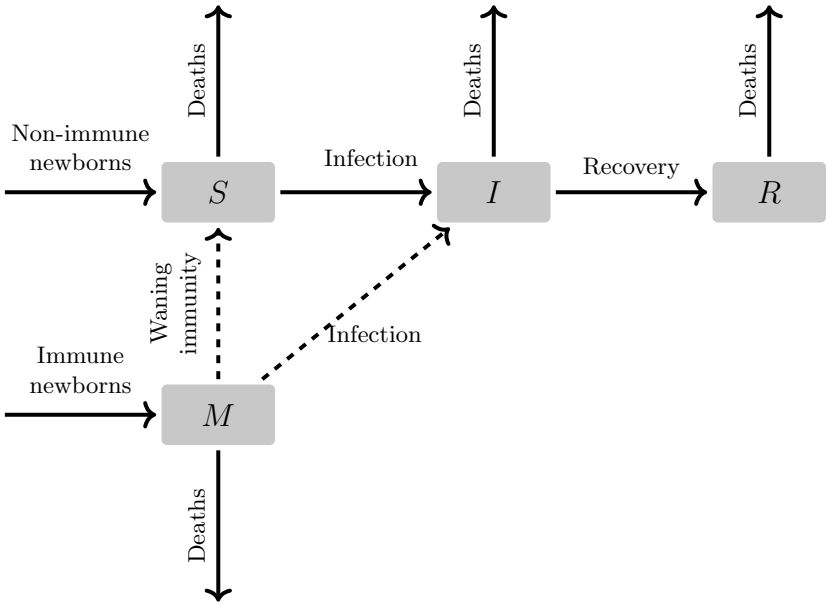 Deaths
Deaths
Deaths
Non-immune
newborns
S
Infection
I
Recovery
R
Waning
immunity
Infection
Immune
newborns
M
Deaths